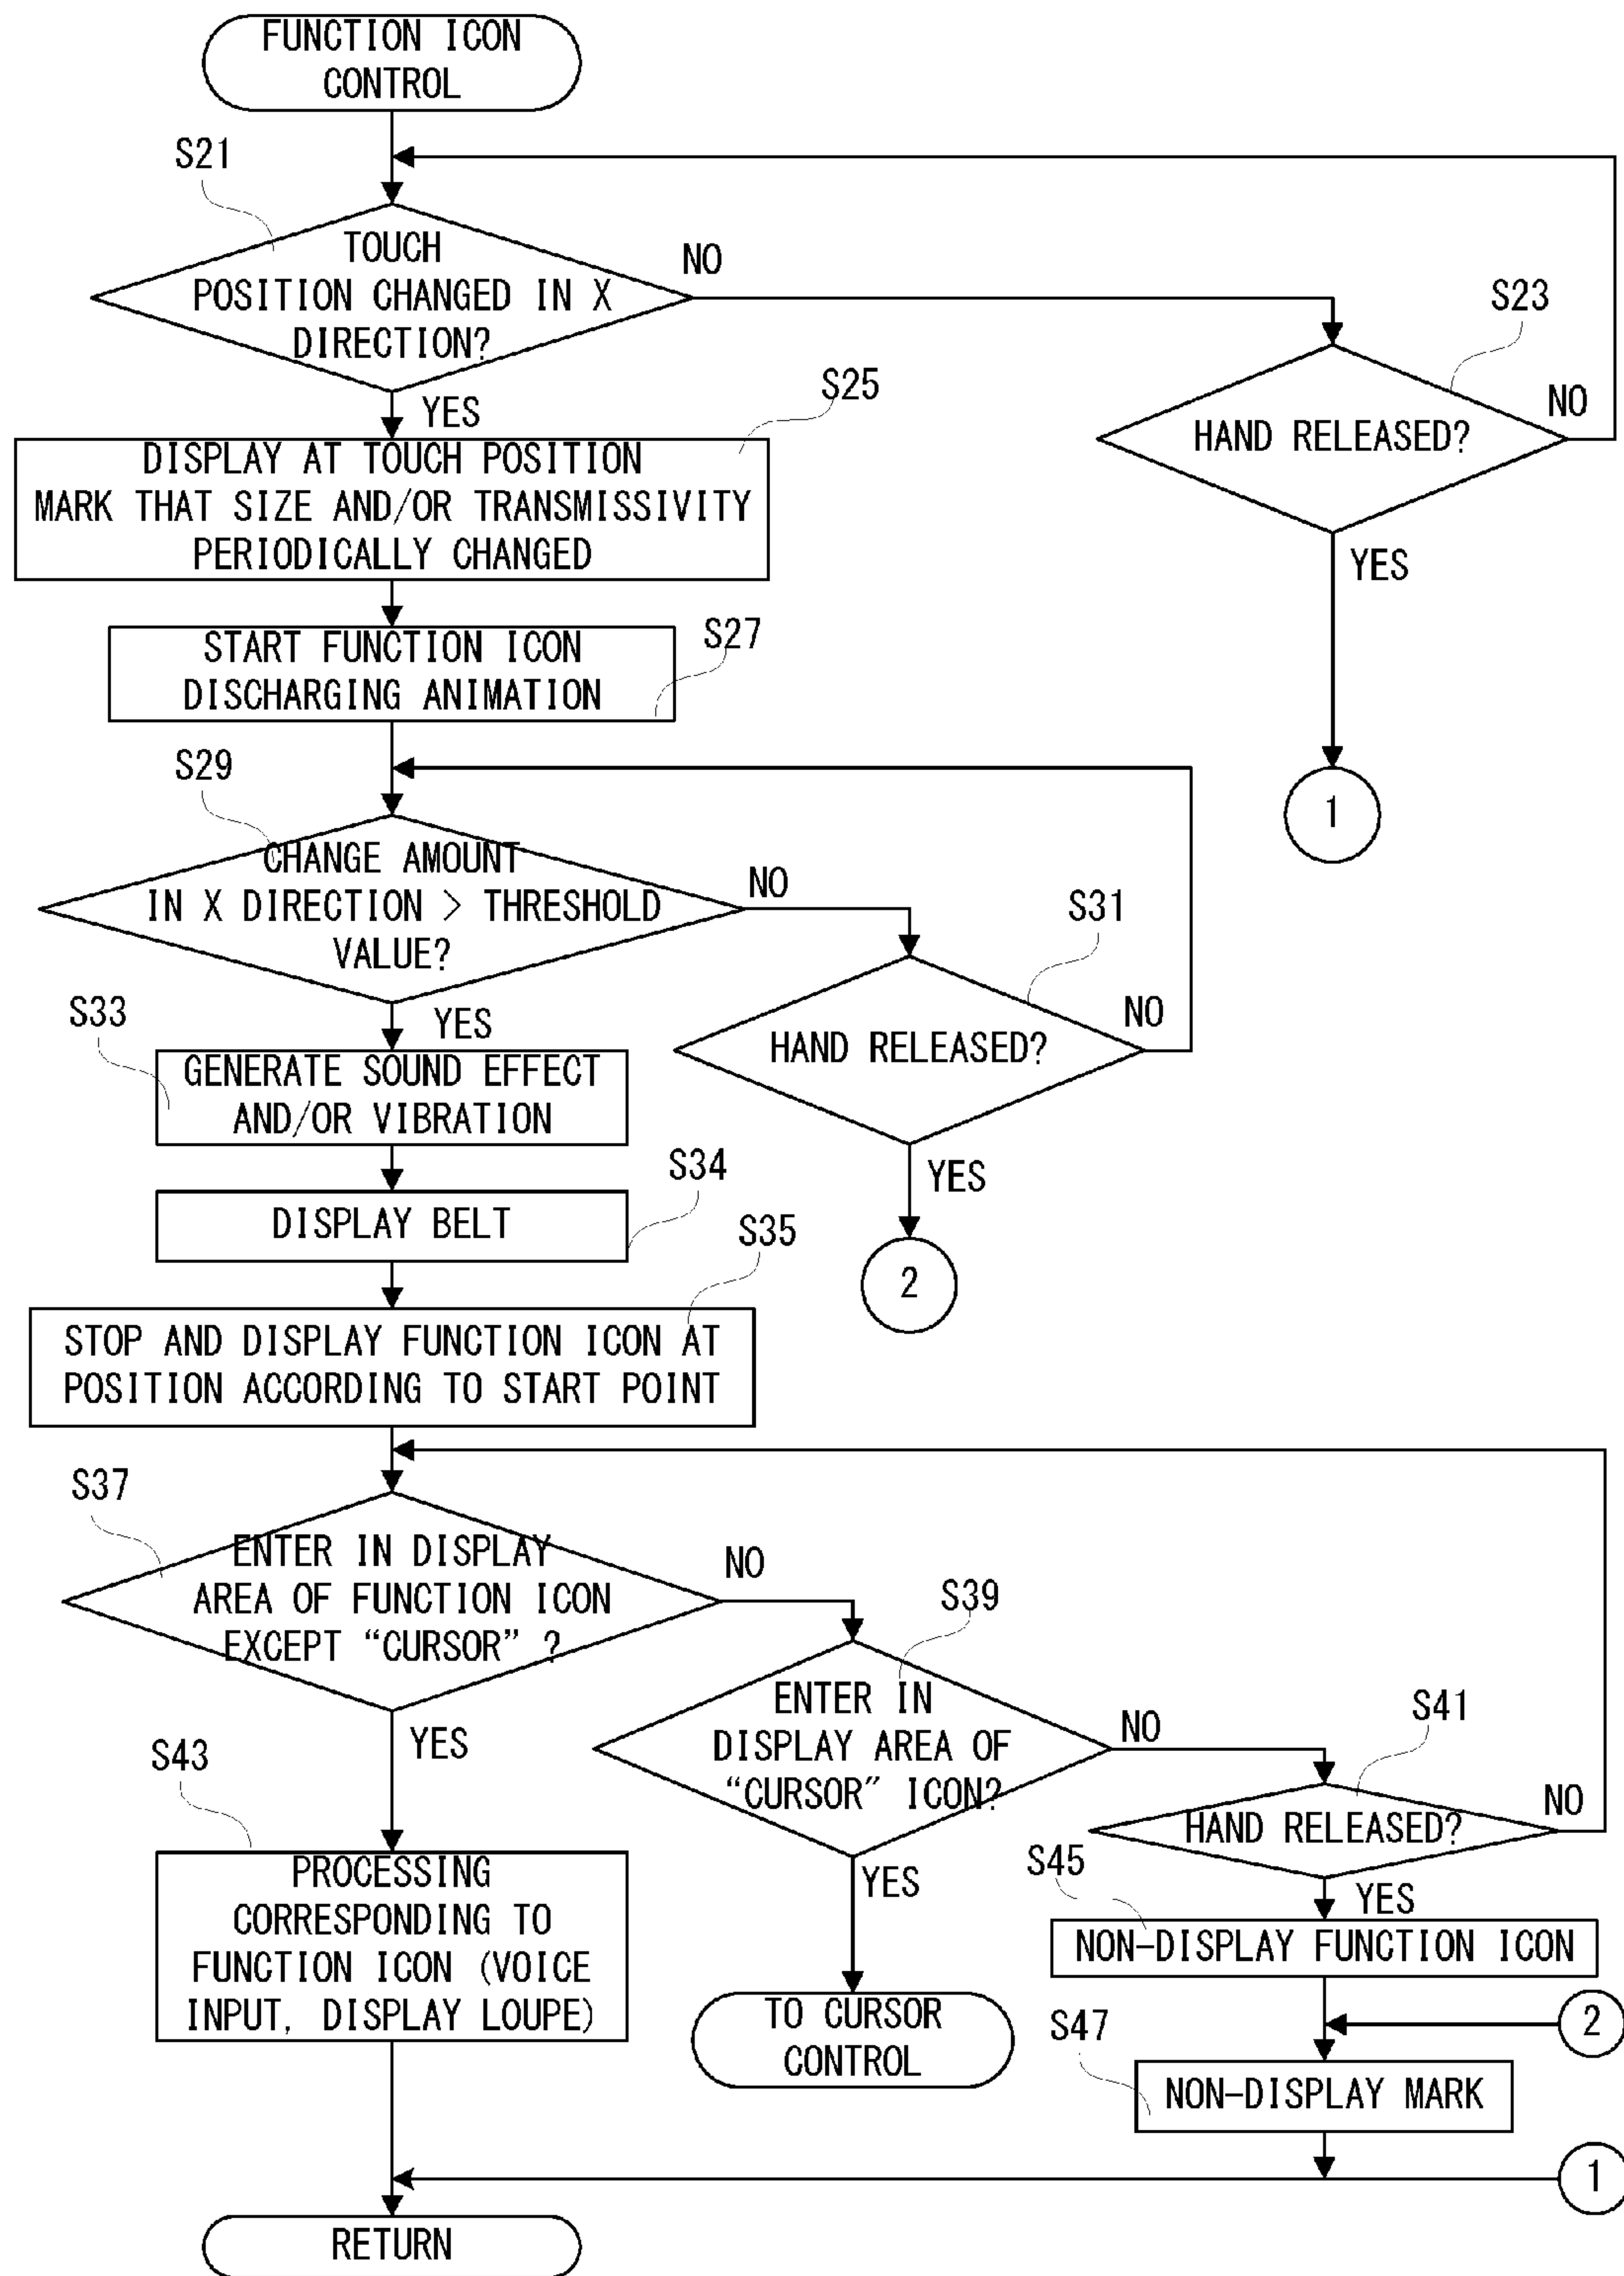 FUNCTION ICON
CONTROL
S21
TOUCH
POSITION CHANGED IN X
DIRECTION?
NO
YES
S23
HAND RELEASED?
NO
YES
1
S25
DISPLAY AT TOUCH POSITION
MARK THAT SIZE AND/OR TRANSMISSIVITY
PERIODICALLY CHANGED
S27
START FUNCTION ICON
DISCHARGING ANIMATION
S29
CHANGE AMOUNT
IN X DIRECTION > THRESHOLD
VALUE?
NO
YES
S31
HAND RELEASED?
NO
YES
2
S33
GENERATE SOUND EFFECT
AND/OR VIBRATION
S34
DISPLAY BELT
S35
STOP AND DISPLAY FUNCTION ICON AT
POSITION ACCORDING TO START POINT
S37
ENTER IN DISPLAY
AREA OF FUNCTION ICON
EXCEPT “CURSOR” ?
NO
YES
S39
ENTER IN
DISPLAY AREA OF
“CURSOR” ICON?
NO
YES
S41
HAND RELEASED?
NO
YES
S43
PROCESSING
CORRESPONDING TO
FUNCTION ICON (VOICE
INPUT, DISPLAY LOUPE)
TO CURSOR
CONTROL
S45
NON-DISPLAY FUNCTION ICON
2
S47
NON-DISPLAY MARK
1
RETURN